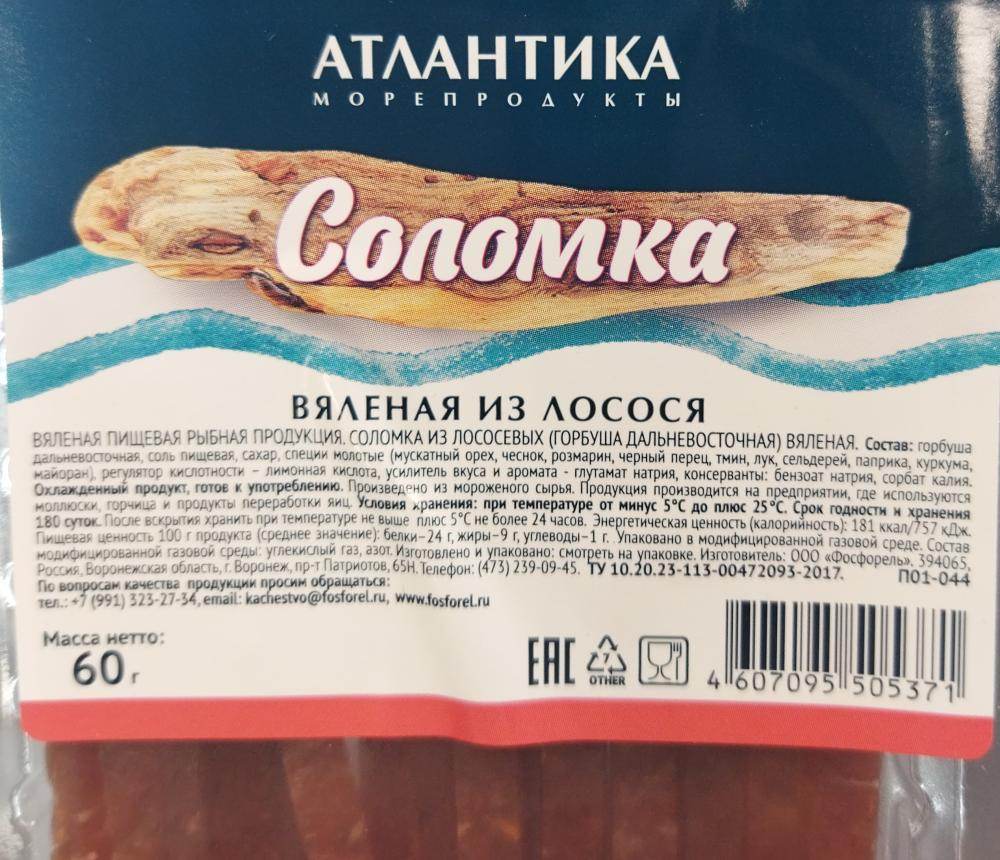 АТЛАНТИКА
МОРЕПРОДУКТЫ
Соломка
ВЯЛЕНАЯ ИЗ ЛОСОСЯ
ВЯЛЕНАЯ ПИЩЕВАЯ РЫБНАЯ ПРОДУКЦИЯ. СОЛОМКА ИЗ ЛОСОСЕВЫХ (ГОРБУША ДАЛЬНЕВОСТОЧНАЯ) ВЯЛЕНАЯ. Состав: горбуша
дальневосточная, соль пищевая, сахар, специи молотые (мускатный орех, чеснок, розмарин, черный перец, тмин, лук, сельдерей, паприка, куркума,
майоран), регулятор кислотности – лимонная кислота, усилитель вкуса и аромата - глутамат натрия, консерванты: бензоат натрия, сорбат калия.
Охлажденный продукт, готов к употреблению. Произведено из мороженого сырья. Продукция производится на предприятии, где используются
моллюски, горчица и продукты переработки яиц. Условия хранения: при температуре от минус 5°С до плюс 25°С. Срок годности и хранения
180 суток. После вскрытия хранить при температуре не выше плюс 5°С не более 24 часов. Энергетическая ценность (калорийность): 181 ккал/757 кДж.
Пищевая ценность 100 г продукта (среднее значение): белки–24 г, жиры–9 г, углеводы–1 г. Упаковано в модифицированной газовой среде. Состав
модифицированной газовой среды: углекислый газ, азот. Изготовлено и упаковано: смотреть на упаковке. Изготовитель: ООО «Фосфорель». 394065,
Россия, Воронежская область, г. Воронеж, пр-т Патриотов, 65Н. Телефон: (473) 239-09-45. ТУ 10.20.23-113-00472093-2017. П01-044
По вопросам качества продукции просим обращаться:
тел.: +7 (991) 323-27-34, email: kachestvo@fosforel.ru, www.fosforel.ru
Масса нетто:
60 г
ЕАС
7
OTHER
4 607095 505371